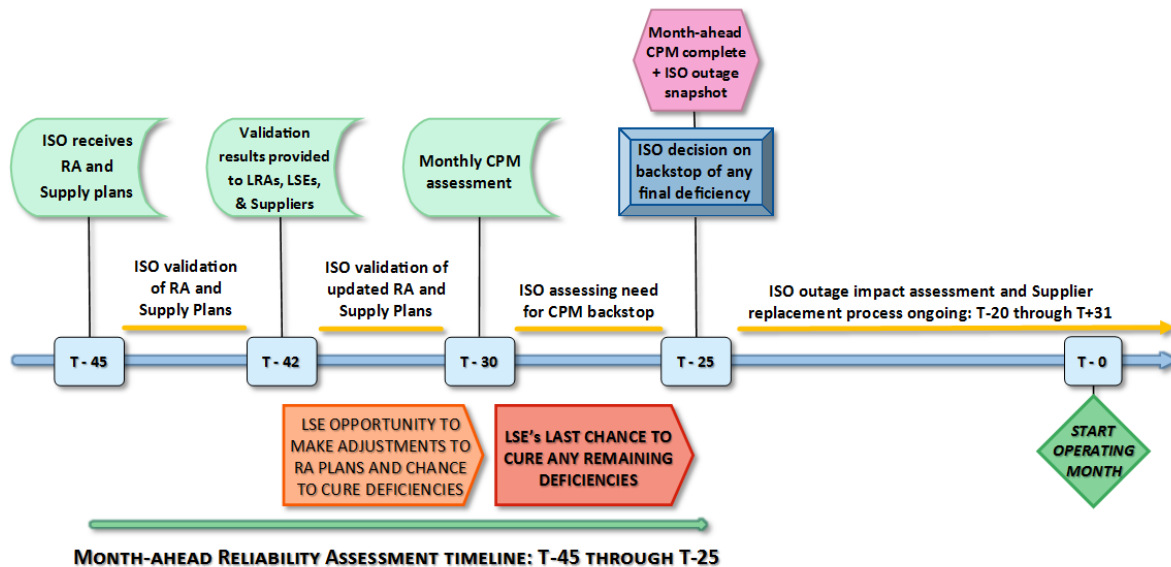 Month-ahead
CPM complete
+ ISO outage
snapshot
ISO receives
RA and
Supply plans
Validation
results provided
to LRAs, LSEs,
& Suppliers
Monthly CPM
assessment
ISO decision on
backstop of any
final deficiency
ISO validation
of RA and
Supply Plans
ISO validation of
updated RA and
Supply Plans
ISO assessing need
for CPM backstop
ISO outage impact assessment and Supplier
replacement process ongoing: T-20 through T+31
T - 45
T - 42
T - 30
T - 25
T - 0
LSE OPPORTUNITY TO
MAKE ADJUSTMENTS TO
RA PLANS AND CHANCE
TO CURE DEFICIENCIES
LSE's LAST CHANCE TO
CURE ANY REMAINING
DEFICIENCIES
START
OPERATING
MONTH
MONTH-AHEAD RELIABILITY ASSESSMENT TIMELINE: T-45 THROUGH T-25